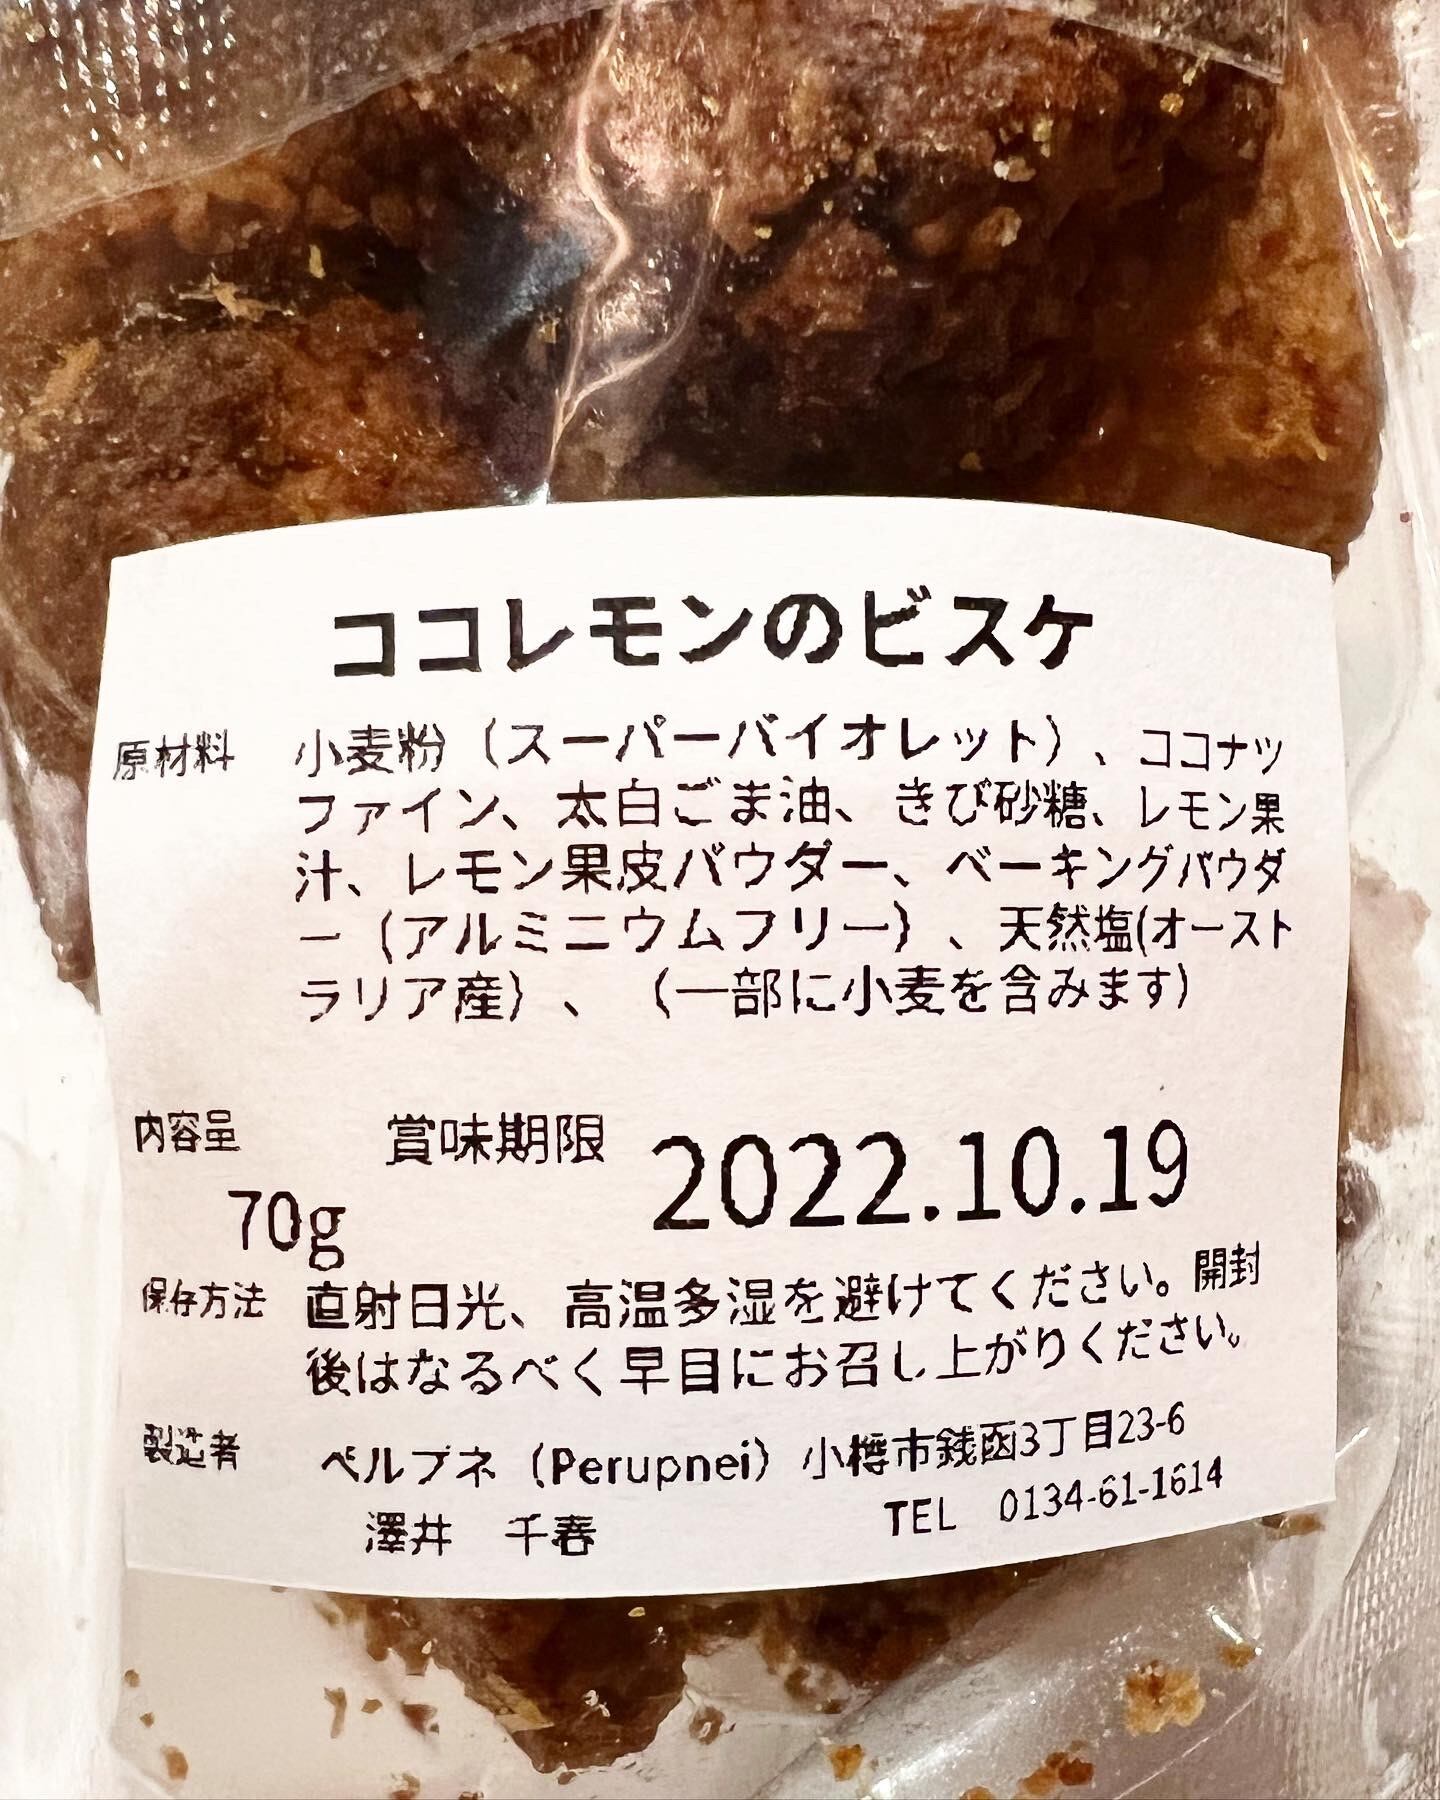 ココレモンのビスケ
原材料 小麦粉（スーパーバイオレット）、ココナツ
ファイン、太白ごま油、きび砂糖、レモン果
汁、レモン果皮パウダー、ベーキングパウダ
ー（アルミニウムフリー）、天然塩(オースト
ラリア産）、（一部に小麦を含みます）
内容量 賞味期限 2022.10.19
70g
保存方法 直射日光、高温多湿を避けてください。開封
後はなるべく早目にお召し上がりください。
製造者 ペルプネ（Perupnei）小樽市銭函3丁目23-6
澤井 千春 TEL 0134-61-1614